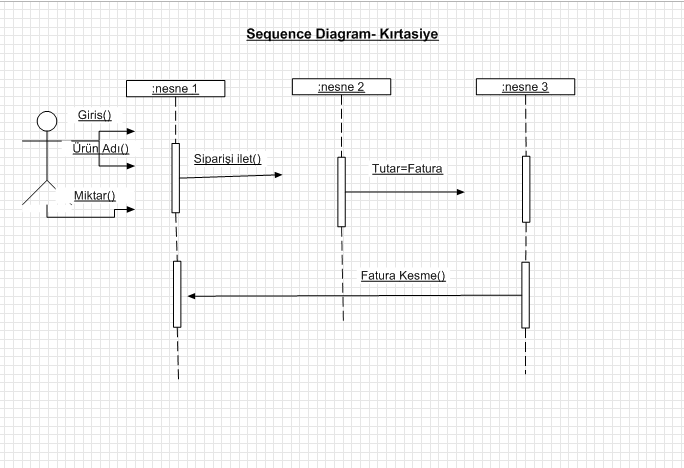 Sequence Diagram- Kırtasiye
:nesne 1
:nesne 2
:nesne 3
Giris()
Ürün Adı()
Siparişi ilet()
Tutar=Fatura
Miktar()
Fatura Kesme()